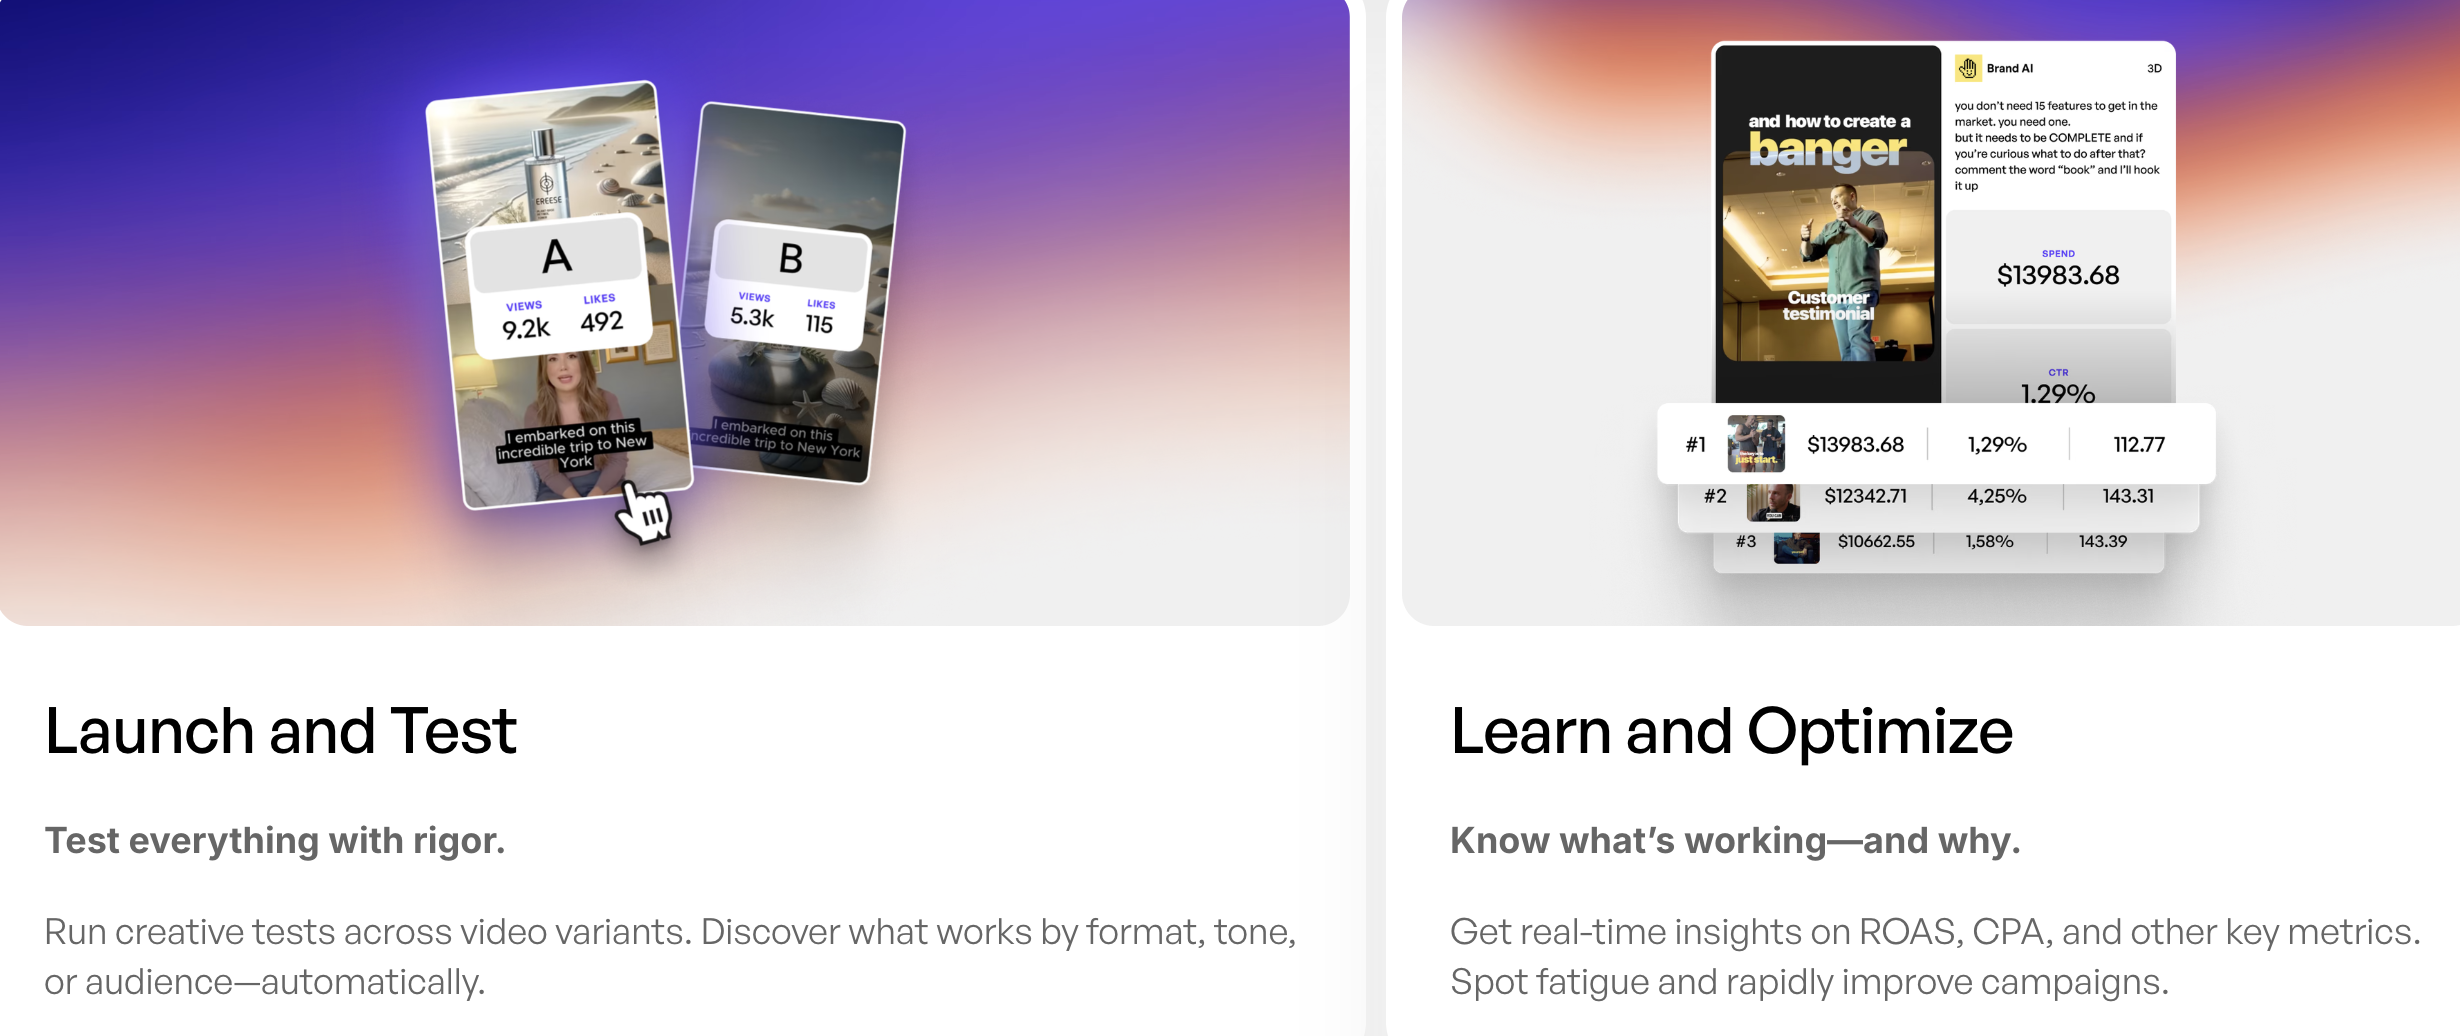 EREESE
A
VIEWS LIKES
9.2k 492
I embarked on this
incredible trip to New
York
B
VIEWS LIKES
5.3k 115
I embarked on this
ncredible trip to New York
Launch and Test
Test everything with rigor.
Run creative tests across video variants. Discover what works by format, tone,
or audience—automatically.
and how to create a
banger
Customer
testimonial
Brand AI 3D
you don't need 15 features to get in the
market. you need one.
but it needs to be COMPLETE and if
you're curious what to do after that?
comment the word "book" and I'll hook
it up
SPEND
$13983.68
CTR
1.29%
#1 just start. $13983.68 1,29% 112.77
#2 $12342.71 4,25% 143.31
#3 $10662.55 1,58% 143.39
Learn and Optimize
Know what’s working—and why.
Get real-time insights on ROAS, CPA, and other key metrics.
Spot fatigue and rapidly improve campaigns.